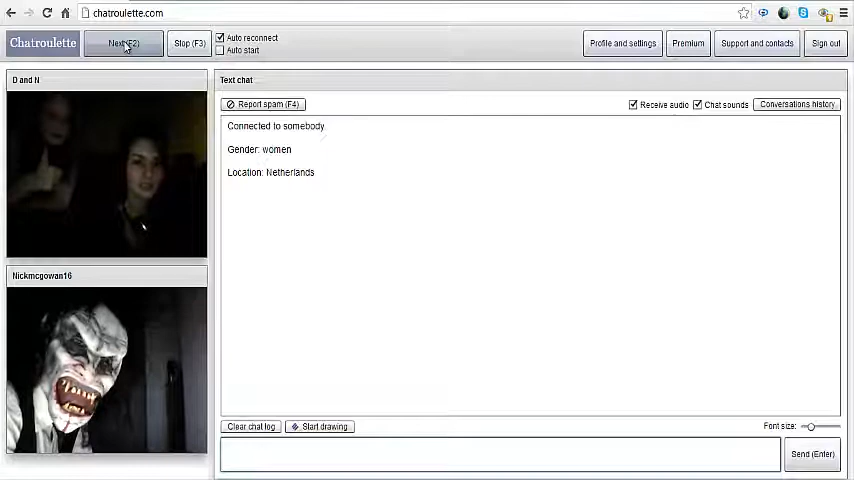 chatroulette.com
Chatroulette
Next (F2)
Stop (F3)
Auto reconnect
Auto start
Profile and settings
Premium
Support and contacts
Sign out
D and N
Text chat
Report spam (F4)
Receive audio
Chat sounds
Conversations history
Connected to somebody
Gender: women
Location: Netherlands
Nickmcgowan16
Clear chat log
Start drawing
Font size:
Send (Enter)